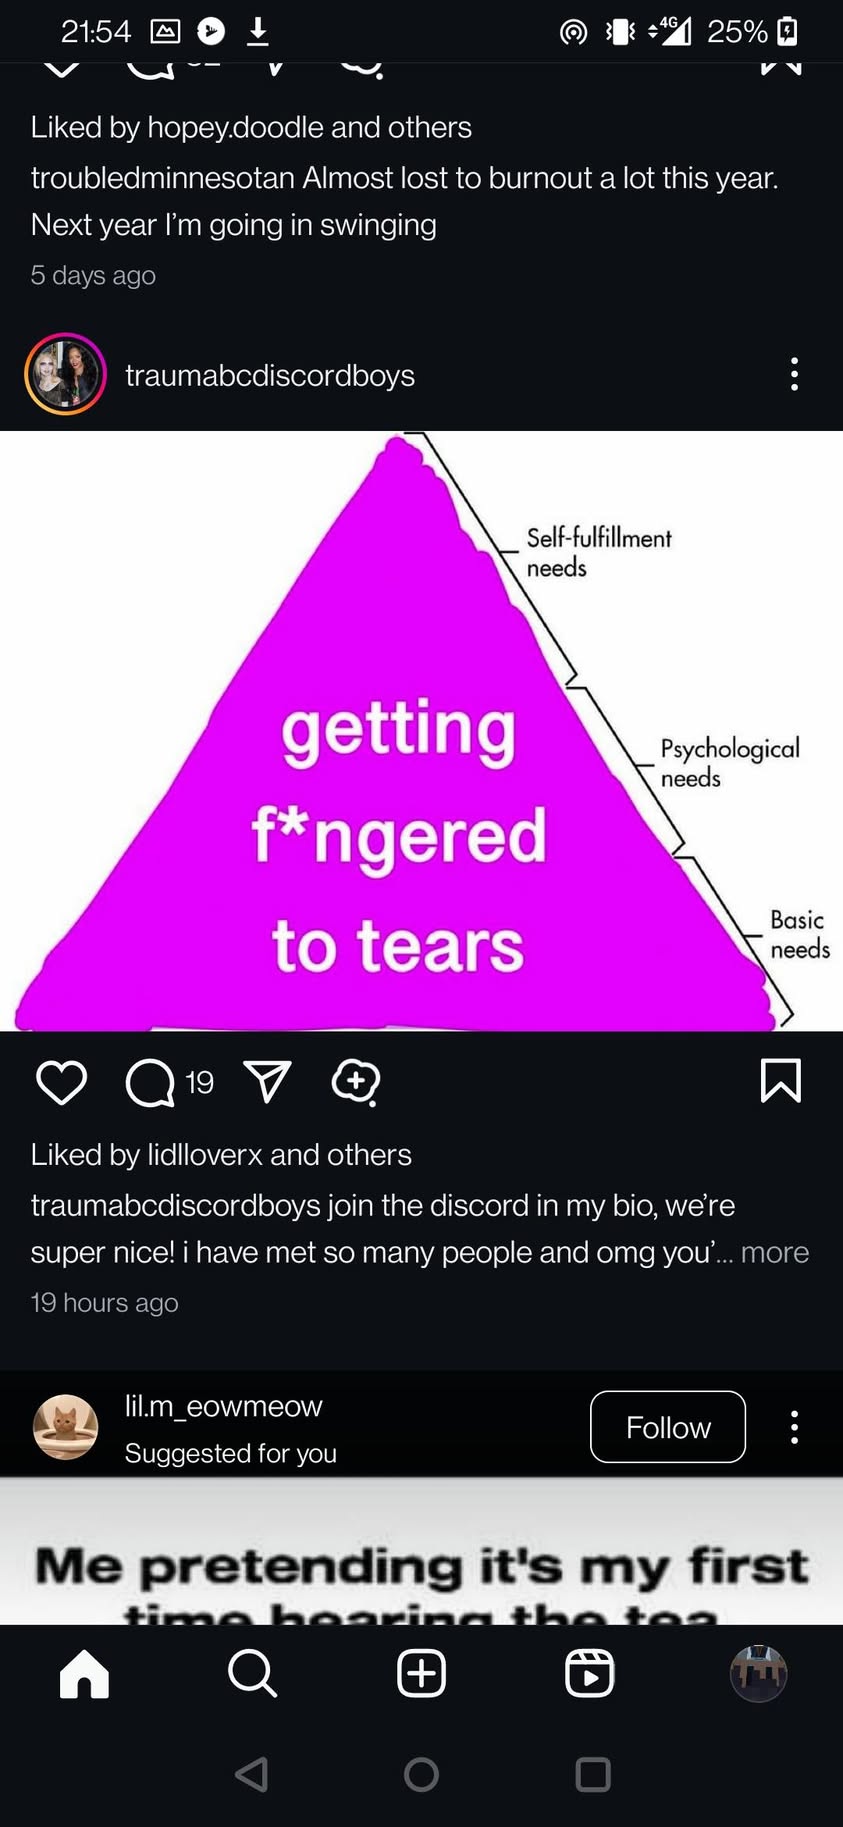 21:54
4G
25%
Liked by hopey.doodle and others
troubledminnesotan Almost lost to burnout a lot this year.
Next year I’m going in swinging
5 days ago
traumabcdiscordboys
Self-fulfillment
needs
getting
f*ngered
to tears
Psychological
needs
Basic
needs
19
Liked by lidlloverx and others
traumabcdiscordboys join the discord in my bio, we’re
super nice! i have met so many people and omg you’... more
19 hours ago
lil.m_eowmeow
Suggested for you
Follow
Me pretending it's my first
time hearing the tea